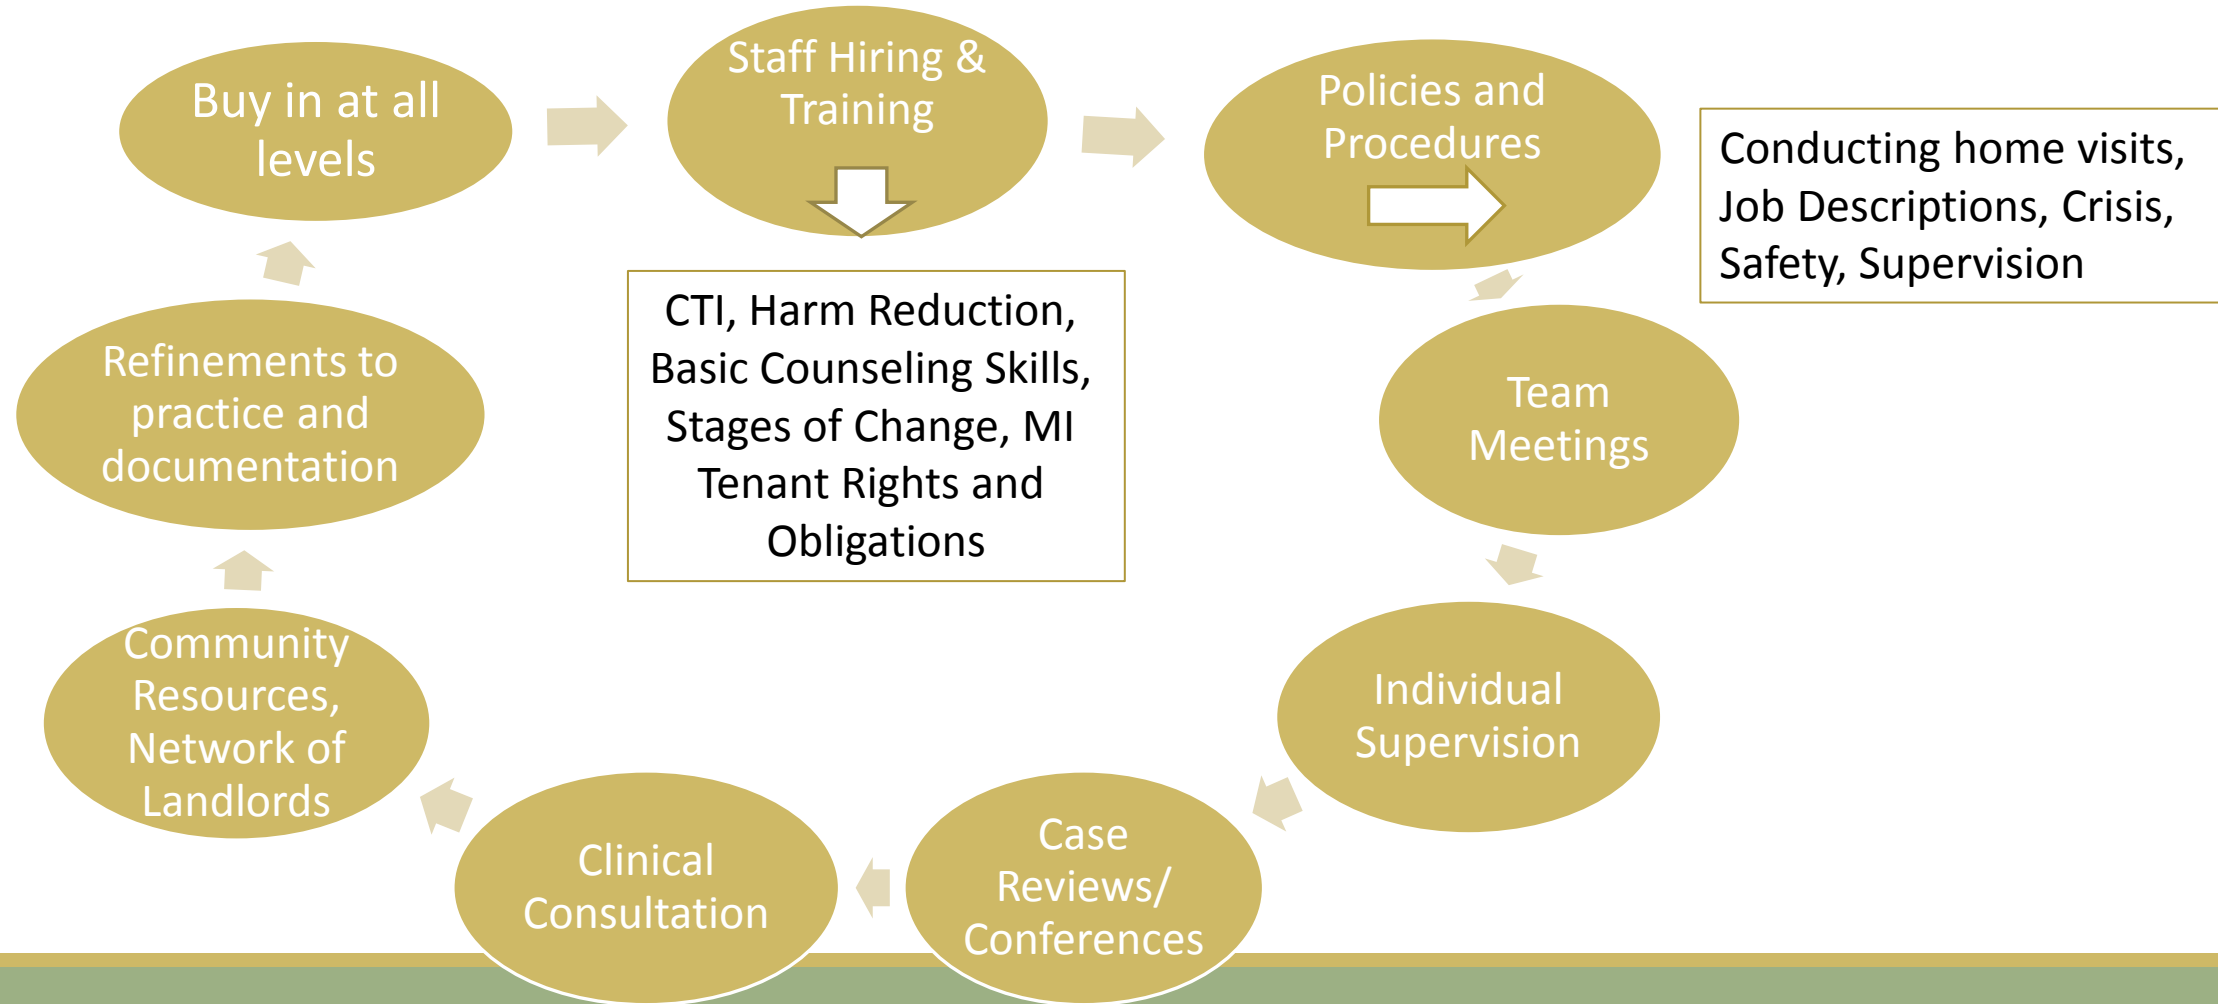 Buy in at all
levels
Staff Hiring &
Training
Policies and
Procedures
Conducting home visits,
Job Descriptions, Crisis,
Safety, Supervision
CTI, Harm Reduction,
Basic Counseling Skills,
Stages of Change, MI
Tenant Rights and
Obligations
Team
Meetings
Individual
Supervision
Case
Reviews/
Conferences
Clinical
Consultation
Community
Resources,
Network of
Landlords
Refinements to
practice and
documentation